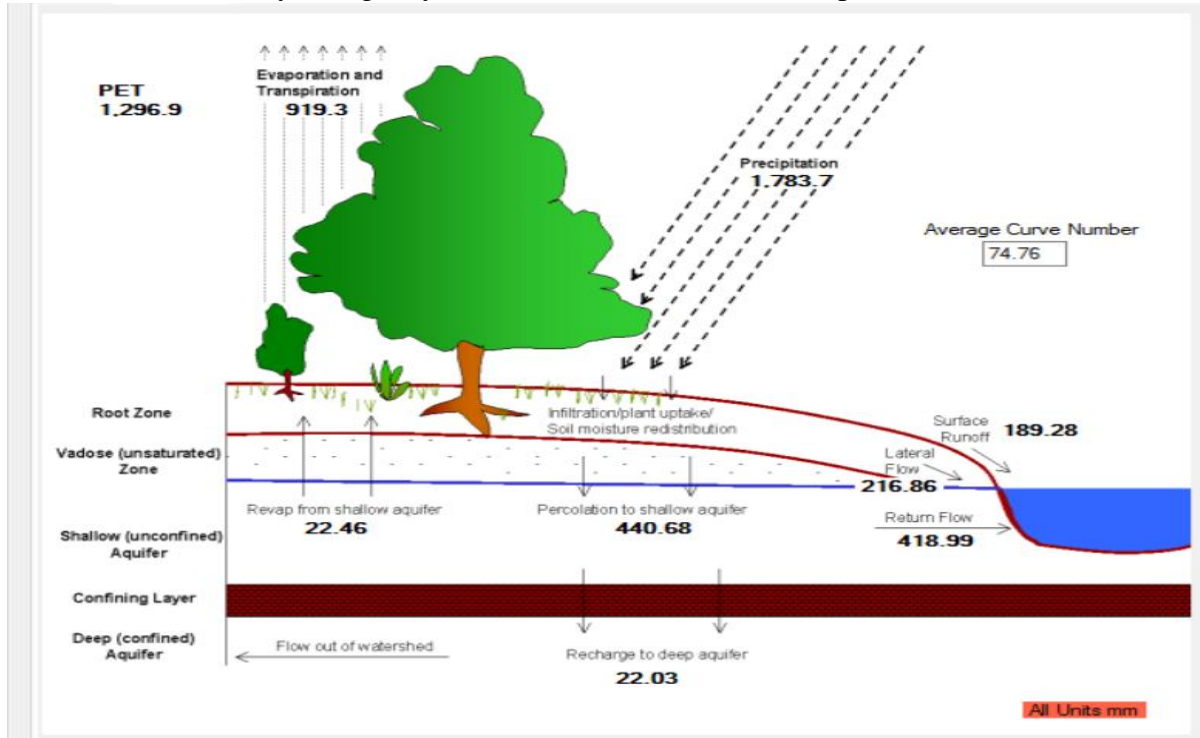 PET
1,296.9
Evaporation and
Transpiration
919.3
Precipitation
1,783.7
Average Curve Number
74.76
Root Zone
Infiltration/plant uptake/
Soil moisture redistribution
Surface
Runoff
189.28
Vadose (unsaturated)
Zone
Lateral
Flow
216.86
Revap from shallow aquifer
22.46
Percolation to shallow aquifer
440.68
Return Flow
418.99
Shallow (unconfined)
Aquifer
Confining Layer
Deep (confined)
Aquifer
Flow out of watershed
Recharge to deep aquifer
22.03
All Units mm